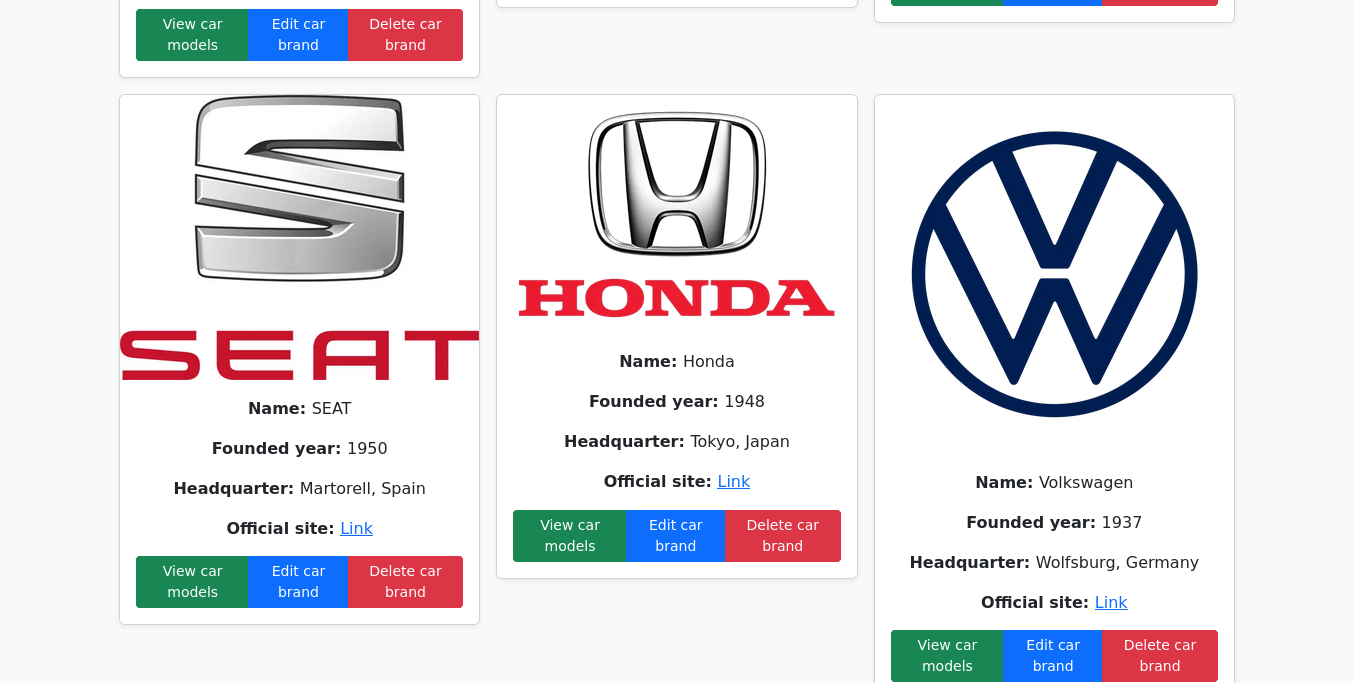 View car
models
Edit car
brand
Delete car
brand
SEAT
Name: SEAT
Founded year: 1950
Headquarter: Martorell, Spain
Official site: Link
View car
models
Edit car
brand
Delete car
brand
HONDA
Name: Honda
Founded year: 1948
Headquarter: Tokyo, Japan
Official site: Link
View car
models
Edit car
brand
Delete car
brand
Name: Volkswagen
Founded year: 1937
Headquarter: Wolfsburg, Germany
Official site: Link
View car
models
Edit car
brand
Delete car
brand